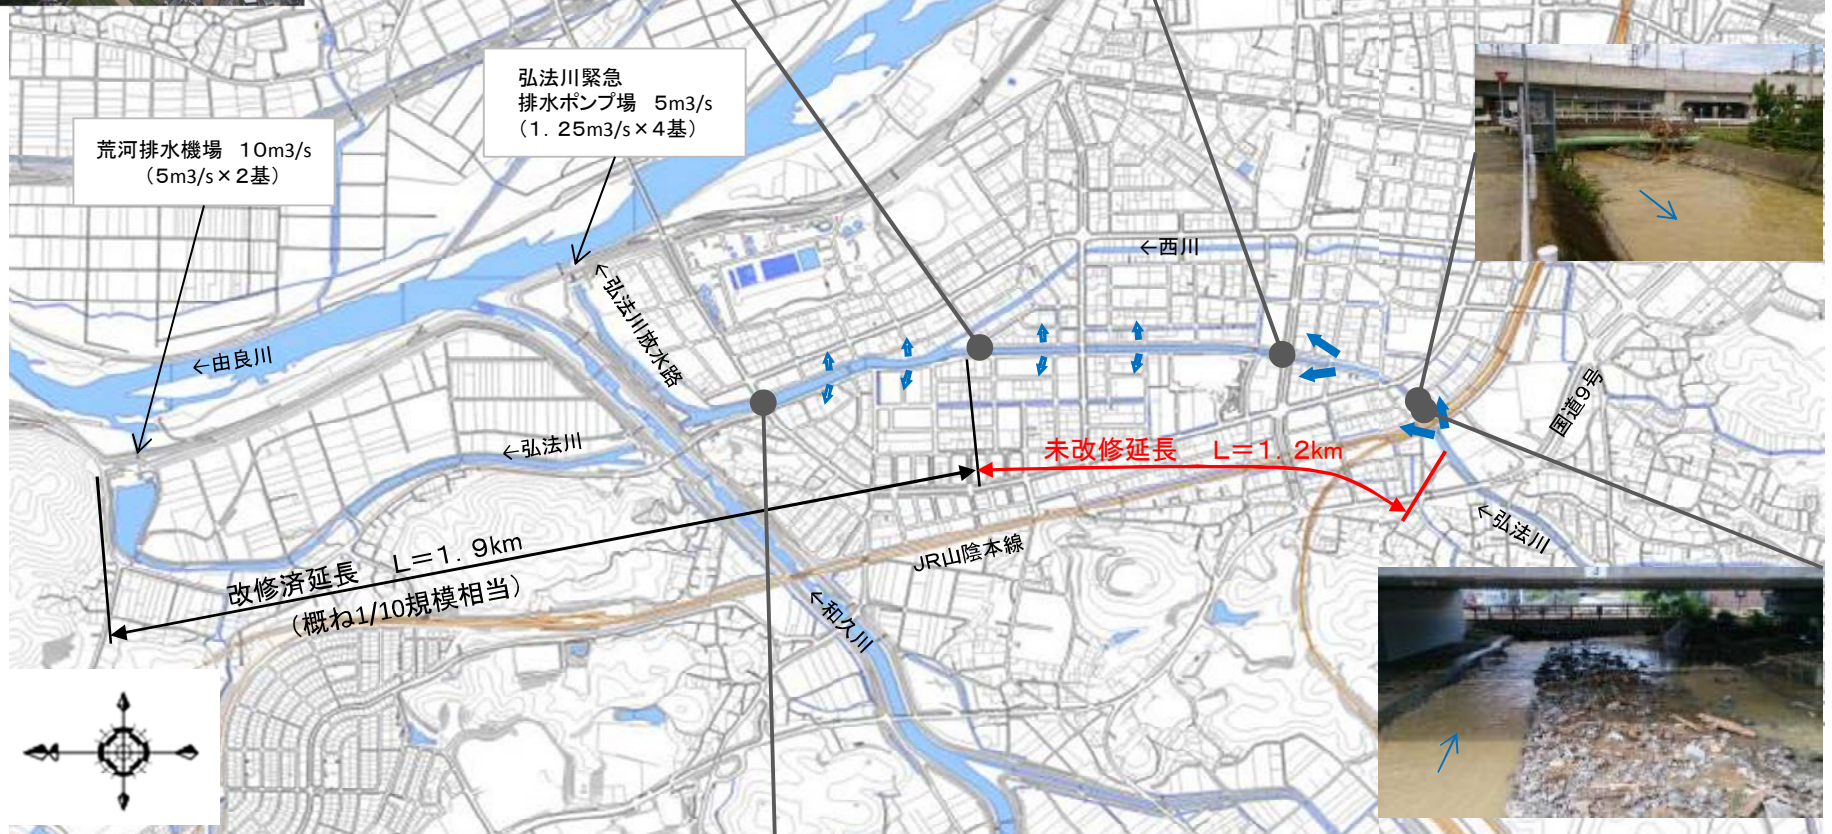 弘法川緊急
排水ポンプ場　5m3/s
（1．25m3/s×4基）
荒河排水機場　10m3/s
（5m3/s×2基）
←西川
←弘法川放水路
←由良川
国道9号
←弘法川
未改修延長　L＝1．2km
←弘法川
JR山陰本線
改修済延長　L＝1．9km
（概ね1/10規模相当）
←和久川